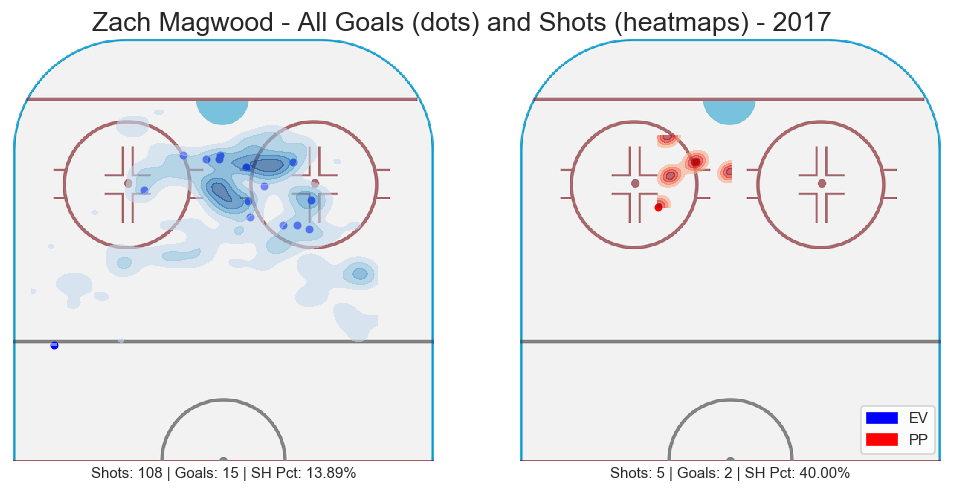 Zach Magwood - All Goals (dots) and Shots (heatmaps) - 2017
EV
PP
Shots: 108 | Goals: 15 | SH Pct: 13.89%
Shots: 5 | Goals: 2 | SH Pct: 40.00%